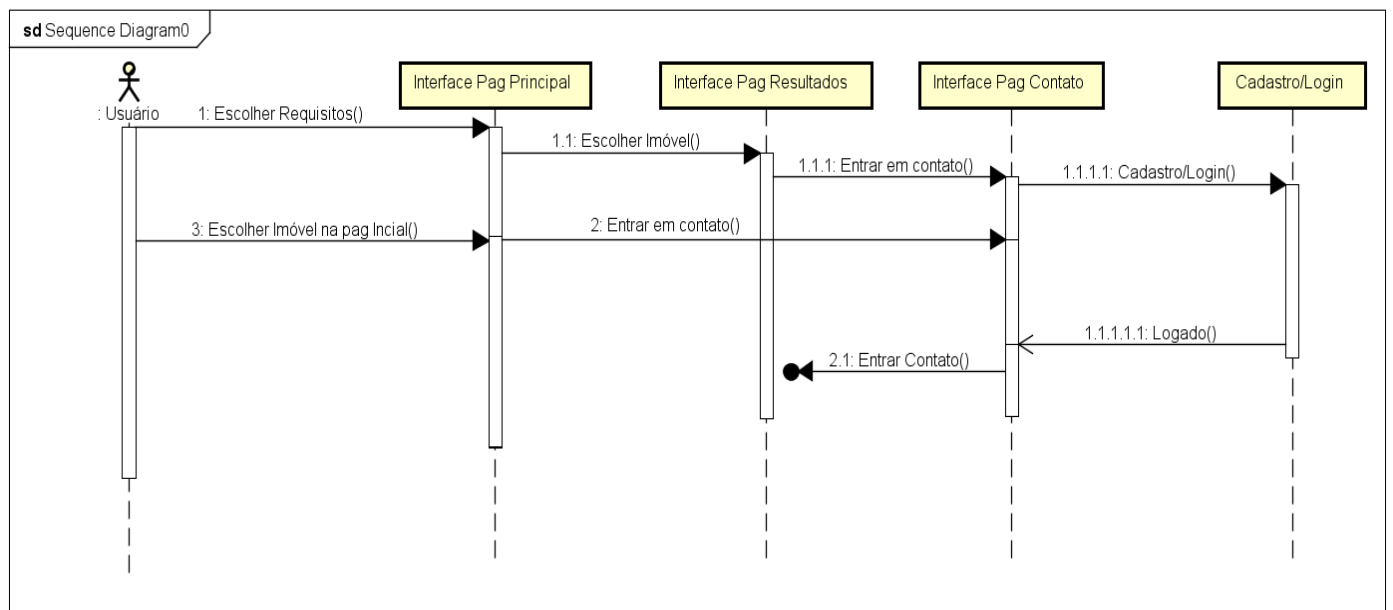 sd Sequence Diagram0
: Usuário
Interface Pag Principal
Interface Pag Resultados
Interface Pag Contato
Cadastro/Login
1: Escolher Requisitos()
1.1: Escolher Imóvel()
1.1.1: Entrar em contato()
1.1.1.1: Cadastro/Login()
3: Escolher Imóvel na pag Incial()
2: Entrar em contato()
1.1.1.1.1: Logado()
2.1: Entrar Contato()